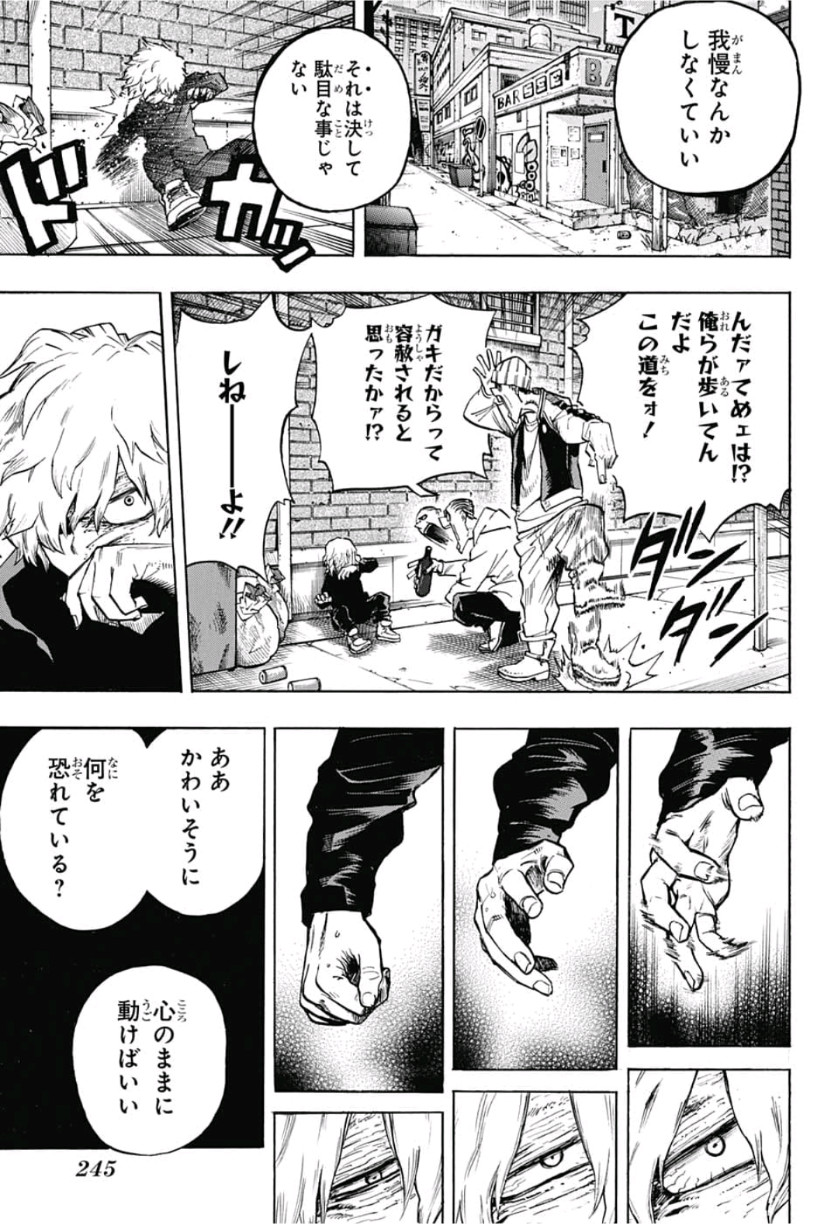 我慢なんか
しなくていい
BAR
BA
T
それは決して
駄目な事じゃ
ない
ドガッ
んだァてめェは!?
俺らが歩いてん
だよ
この道をォ!
ガキだからって
容赦されると
思ったかァ!?
しね――よ!!
ダンダン
ああ
かわいそうに
何を
恐れている?
心のままに
動けばいい
245